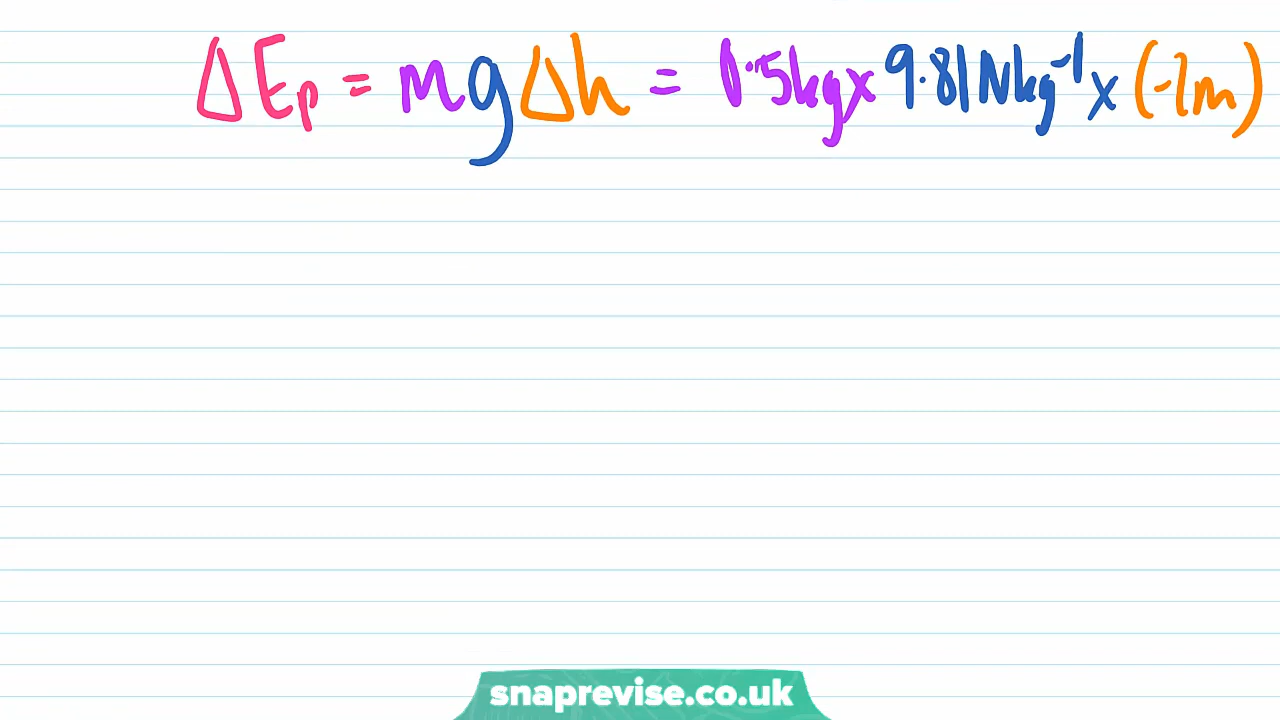 ΔEp = mgΔh = 0.5kg x 9.81Nkg⁻¹ x (-1m)
snaprevise.co.uk